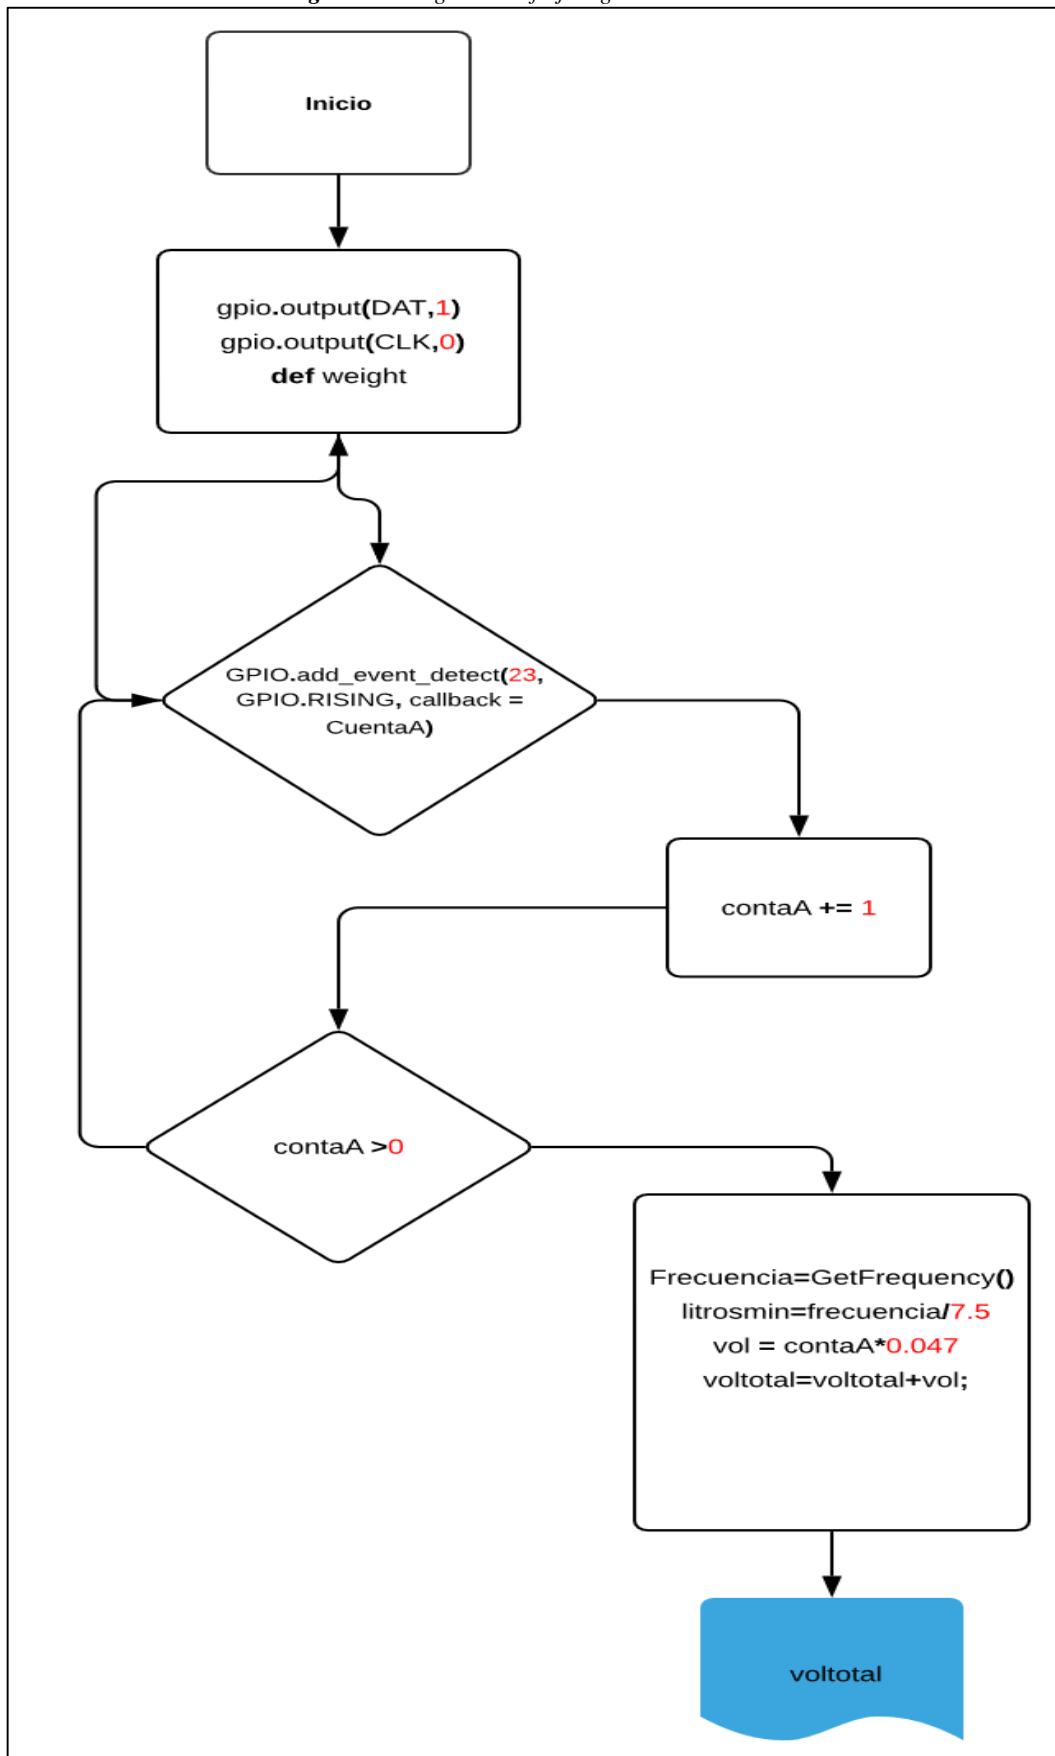 Inicio
gpio.output(DAT,1)
gpio.output(CLK,0)
def weight
GPIO.add_event_detect(23,
GPIO.RISING, callback =
CuentaA)
contaA += 1
contaA >0
Frecuencia=GetFrequency()
litrosmin=frecuencia/7.5
vol = contaA*0.047
voltotal=voltotal+vol;
voltotal